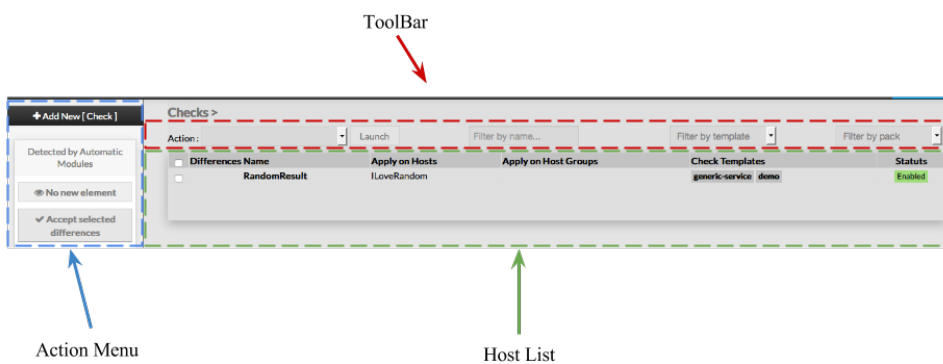 ToolBar
+ Add New [ Check ]
Checks >
Action :
Launch
Filter by name...
Filter by template
Filter by pack
Detected by Automatic
Modules
No new element
Accept selected
differences
Differences Name Apply on Hosts Apply on Host Groups Check Templates Statuts
RandomResult ILoveRandom generic-service demo Enabled
Action Menu
Host List